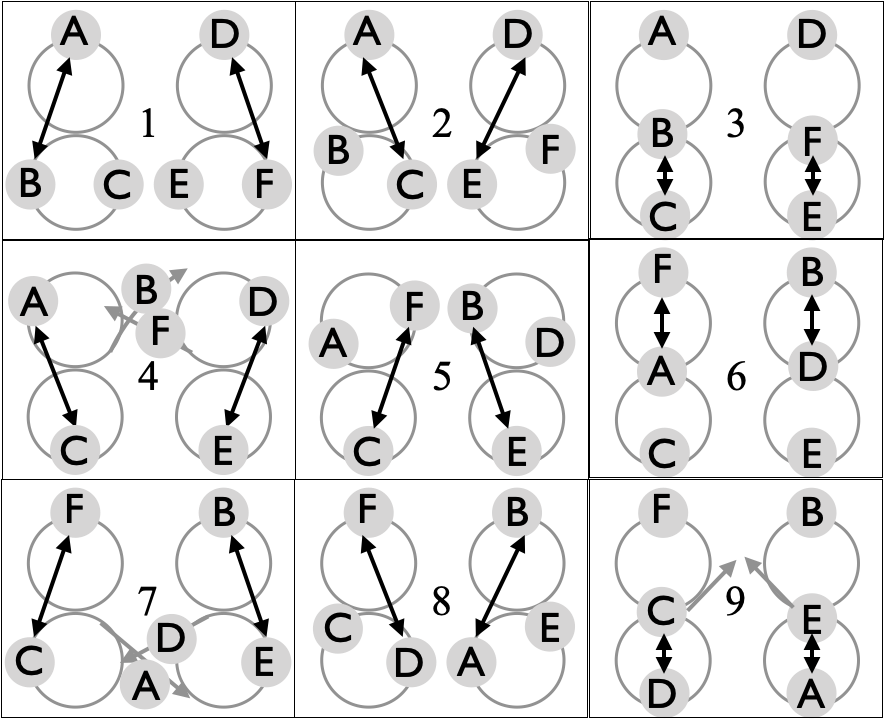 A D
1
B C E F
A D
B 2 F
C E
A D
B 3 F
C E
A B D
F
4
C E
F B
A D
5
C E
F B
A 6 D
C E
F B
7
D
C A E
F B
C 8 E
D A
F B
C 9 E
D A